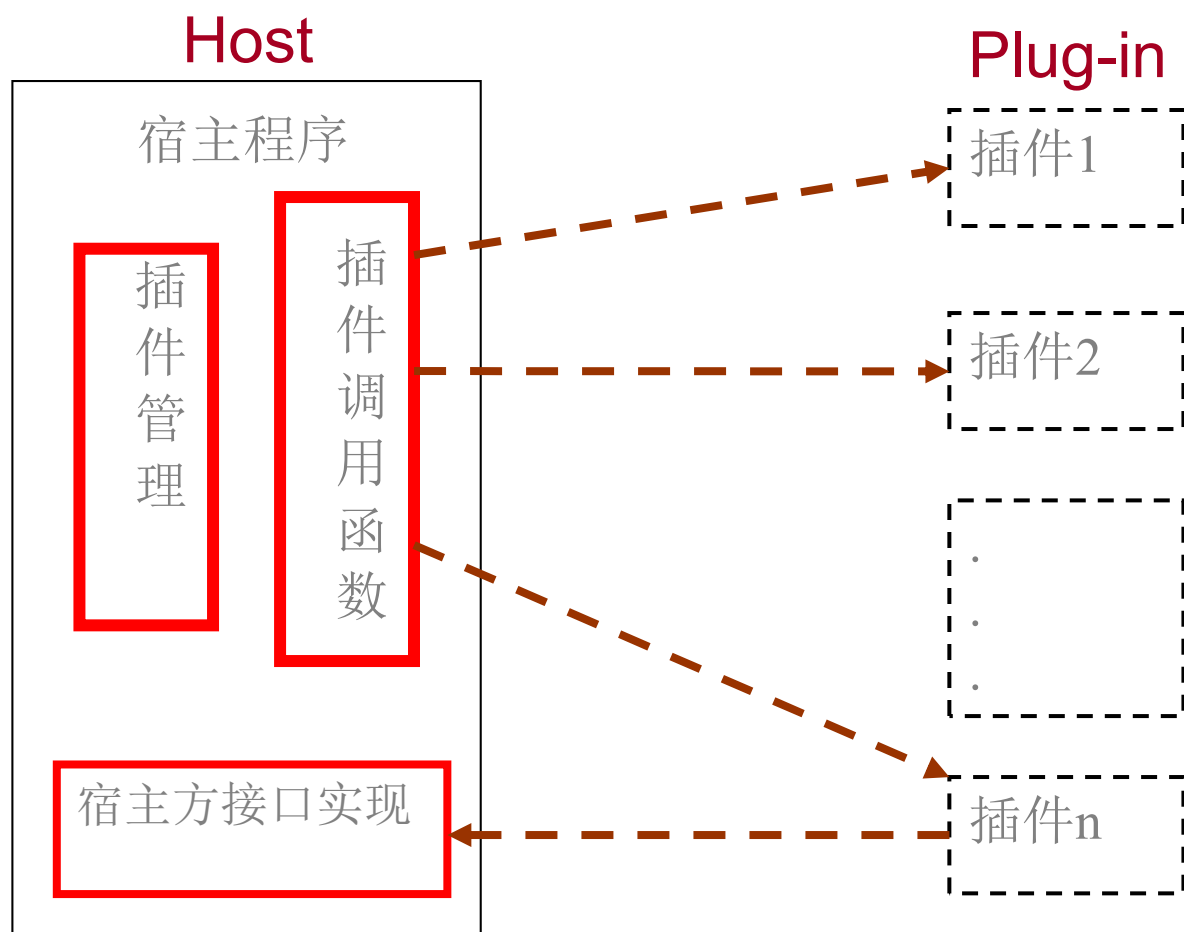 Host
Plug-in
宿主程序
插件管理
插件调用函数
宿主方接口实现
插件1
插件2
.
.
.
插件n